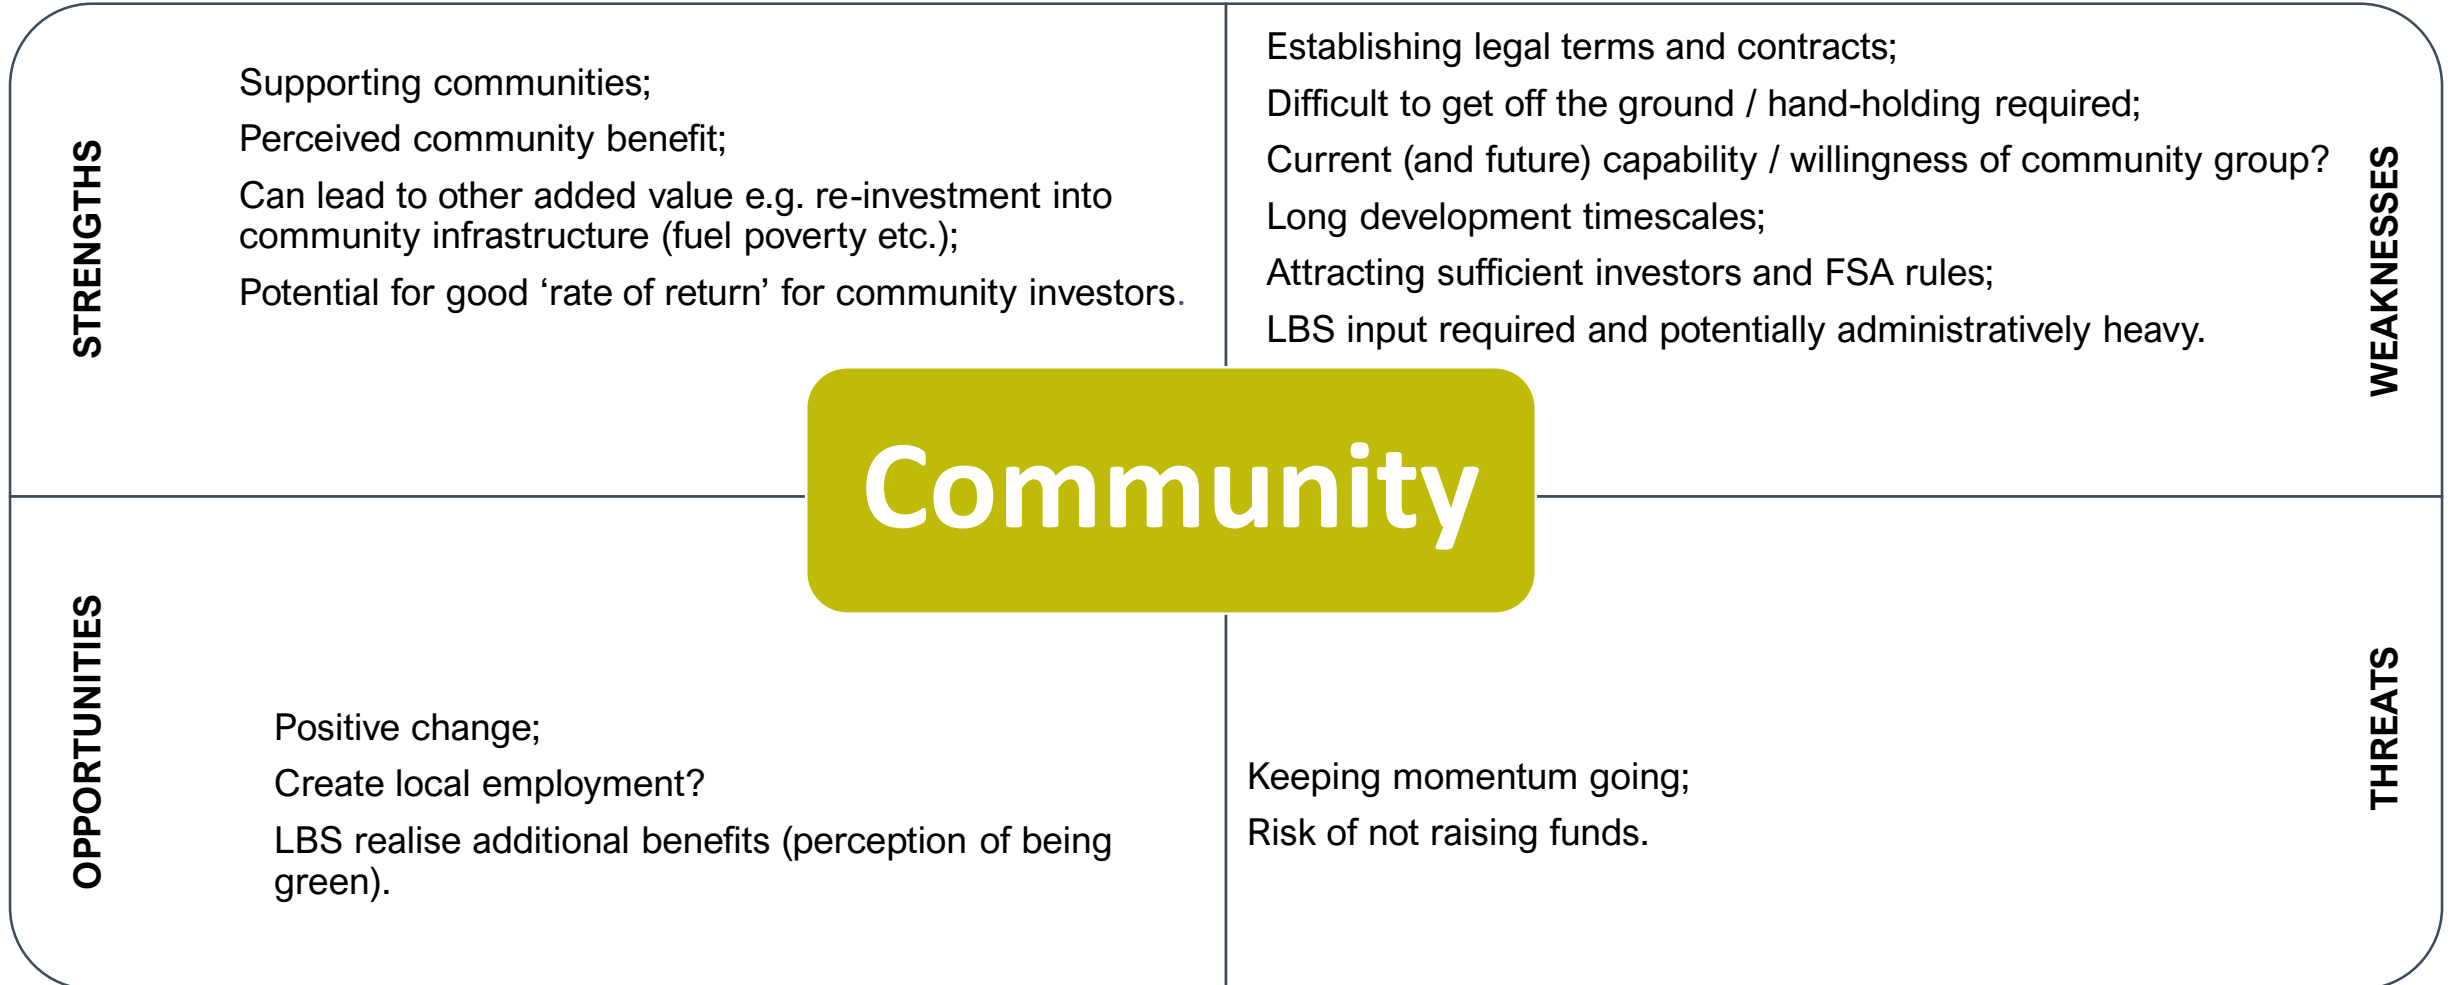 STRENGTHS
Supporting communities;
Perceived community benefit;
Can lead to other added value e.g. re-investment into
community infrastructure (fuel poverty etc.);
Potential for good ‘rate of return’ for community investors.
WEAKNESSES
Establishing legal terms and contracts;
Difficult to get off the ground / hand-holding required;
Current (and future) capability / willingness of community group?
Long development timescales;
Attracting sufficient investors and FSA rules;
LBS input required and potentially administratively heavy.
Community
OPPORTUNITIES
Positive change;
Create local employment?
LBS realise additional benefits (perception of being
green).
THREATS
Keeping momentum going;
Risk of not raising funds.